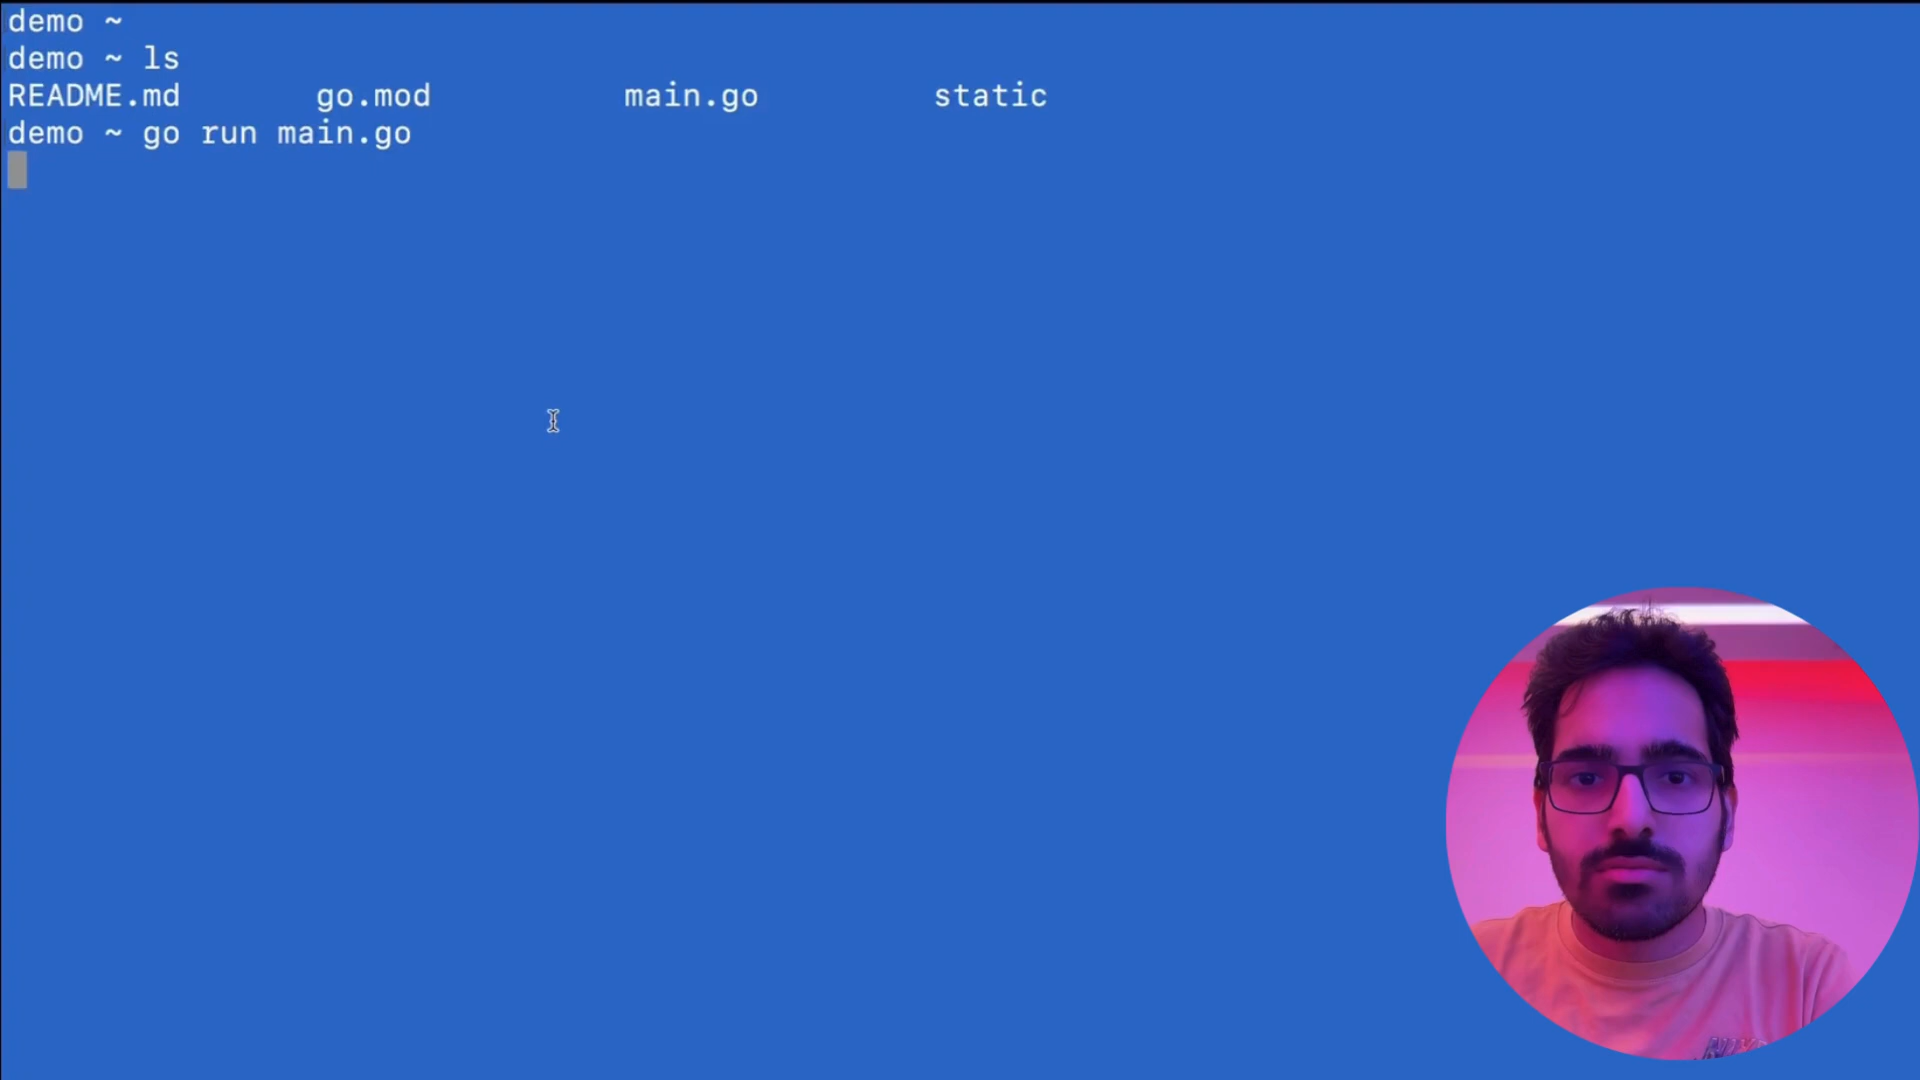 demo ~
demo ~ ls
README.md go.mod main.go static
demo ~ go run main.go